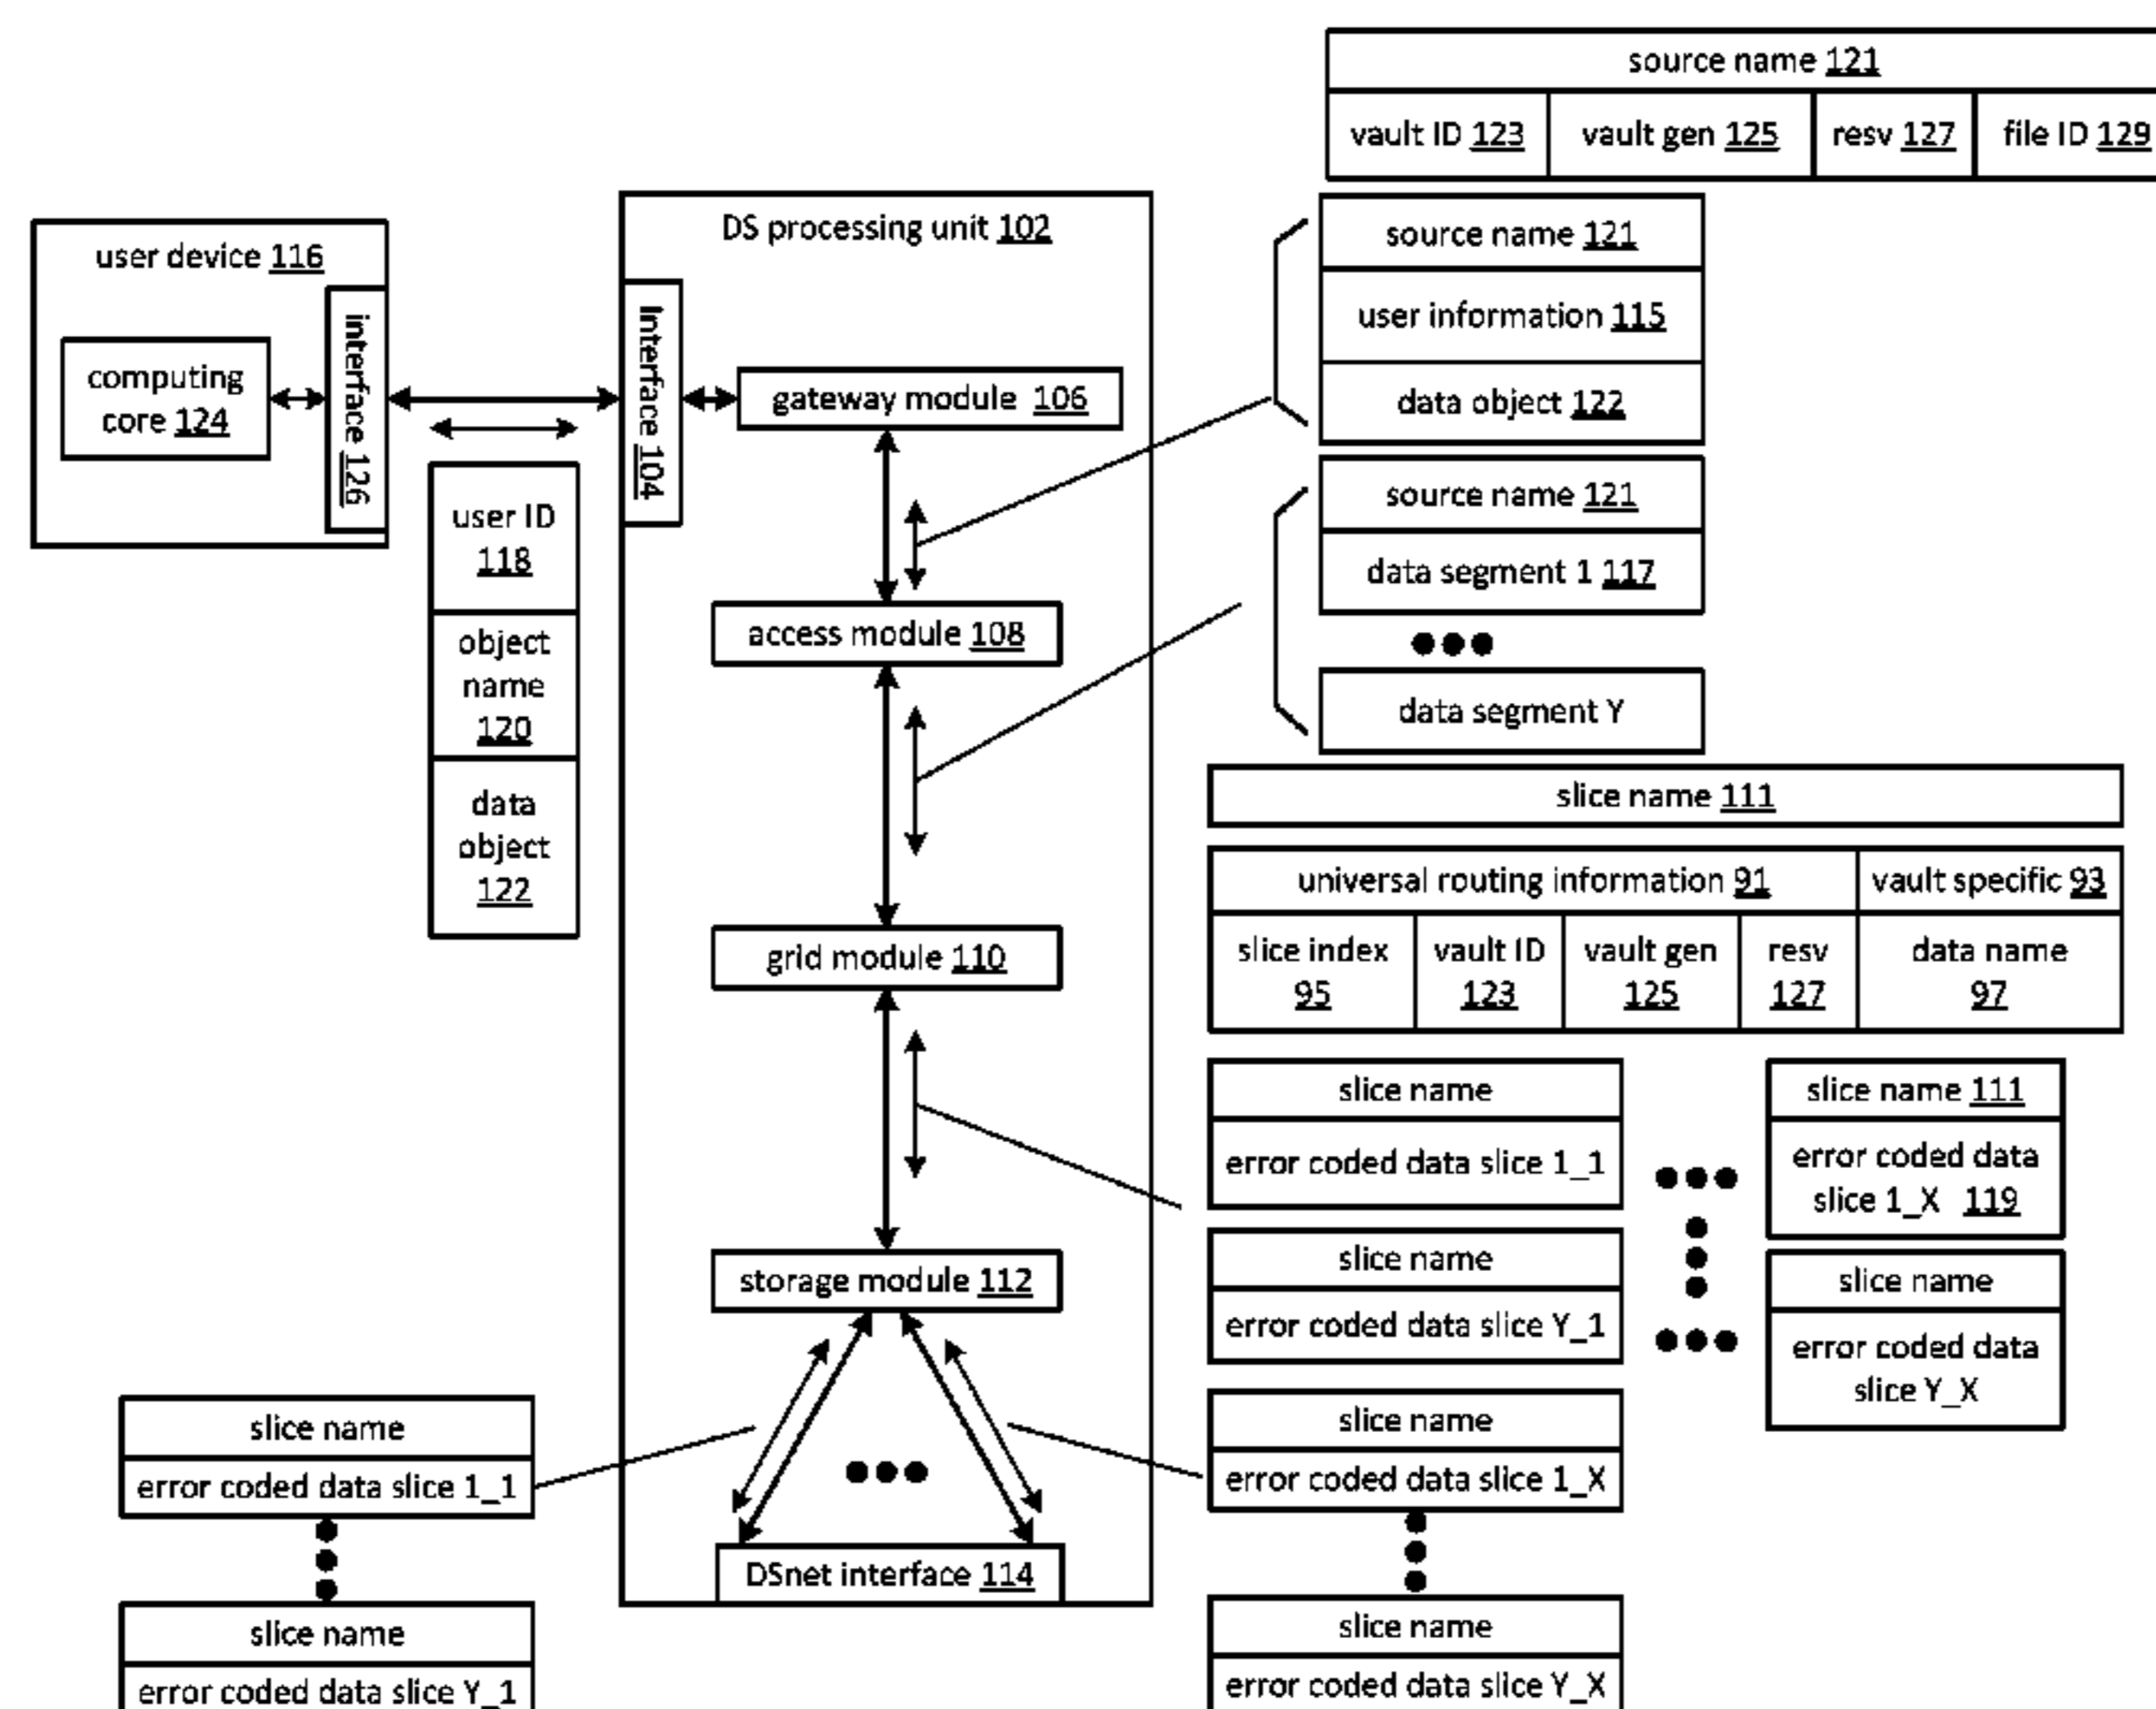 source name 121
vault ID 123
vault gen 125
resv 127
file ID 129
user device 116
computing
core 124
interface 126
user ID
118
object
name
120
data
object
122
DS processing unit 102
Interface 104
gateway module 106
access module 108
grid module 110
storage module 112
DSnet interface 114
source name 121
user information 115
data object 122
source name 121
data segment 1 117
data segment Y
slice name 111
universal routing information 91
vault specific 93
slice index
95
vault ID
123
vault gen
125
resv
127
data name
97
slice name
error coded data slice 1_1
slice name 111
error coded data
slice 1_X 119
slice name
error coded data slice Y_1
slice name
error coded data
slice Y_X
slice name
error coded data slice 1_1
slice name
error coded data slice Y_1
slice name
error coded data slice 1_X
slice name
error coded data slice Y_X